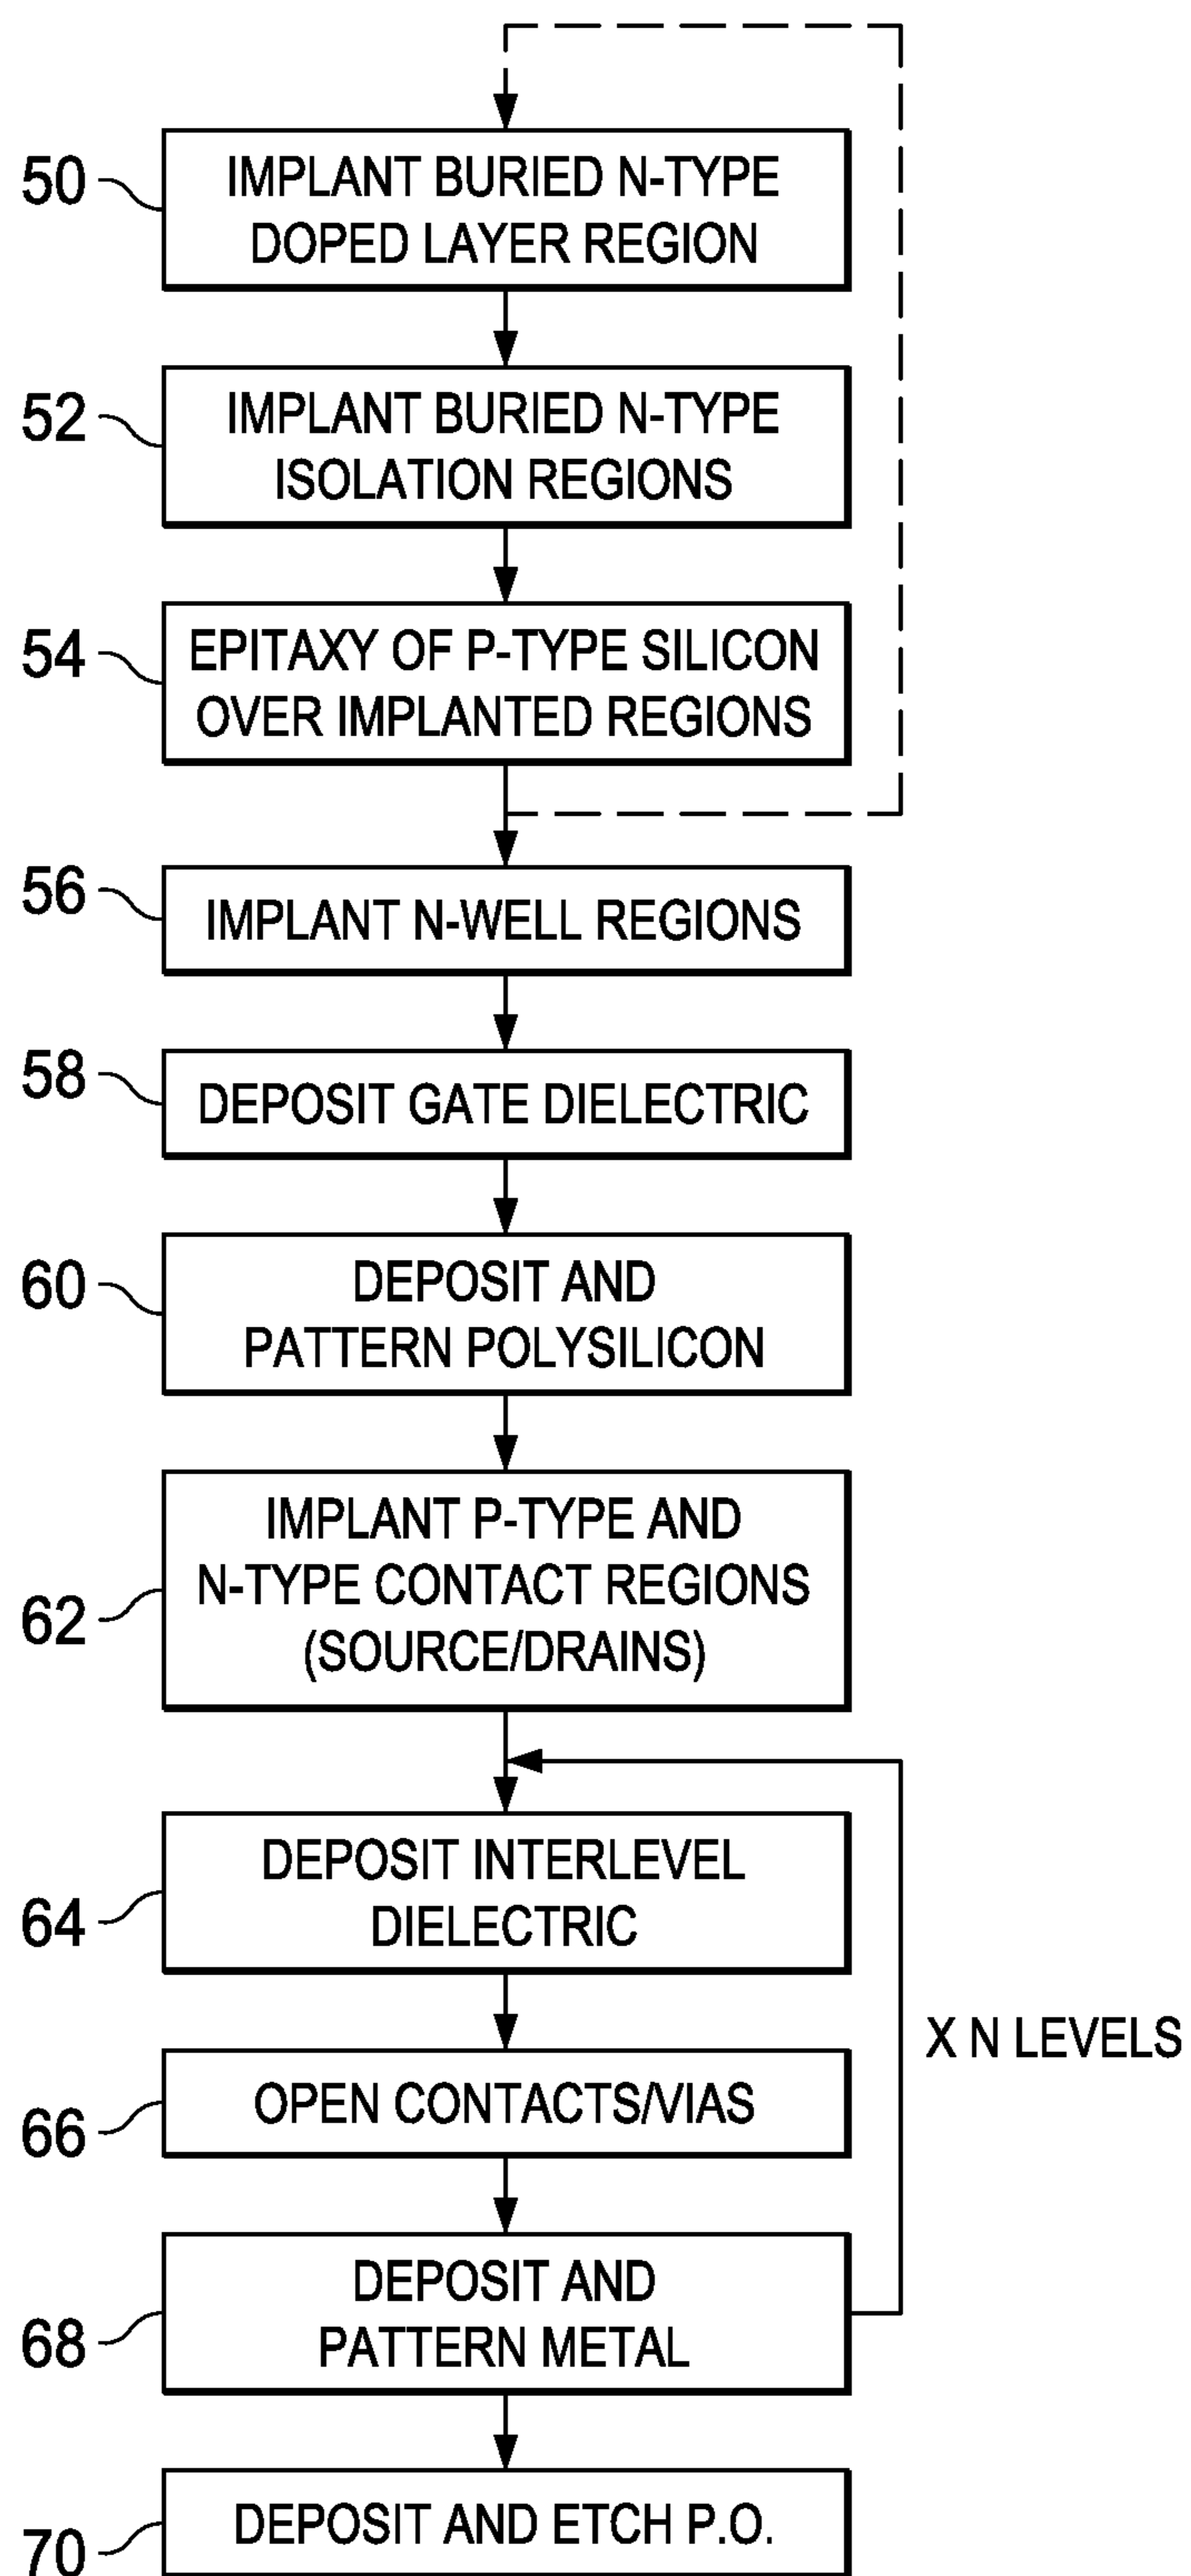 50
IMPLANT BURIED N-TYPE
DOPED LAYER REGION
52
IMPLANT BURIED N-TYPE
ISOLATION REGIONS
54
EPITAXY OF P-TYPE SILICON
OVER IMPLANTED REGIONS
56
IMPLANT N-WELL REGIONS
58
DEPOSIT GATE DIELECTRIC
60
DEPOSIT AND
PATTERN POLYSILICON
62
IMPLANT P-TYPE AND
N-TYPE CONTACT REGIONS
(SOURCE/DRAINS)
64
DEPOSIT INTERLEVEL
DIELECTRIC
X N LEVELS
66
OPEN CONTACTS/VIAS
68
DEPOSIT AND
PATTERN METAL
70
DEPOSIT AND ETCH P.O.